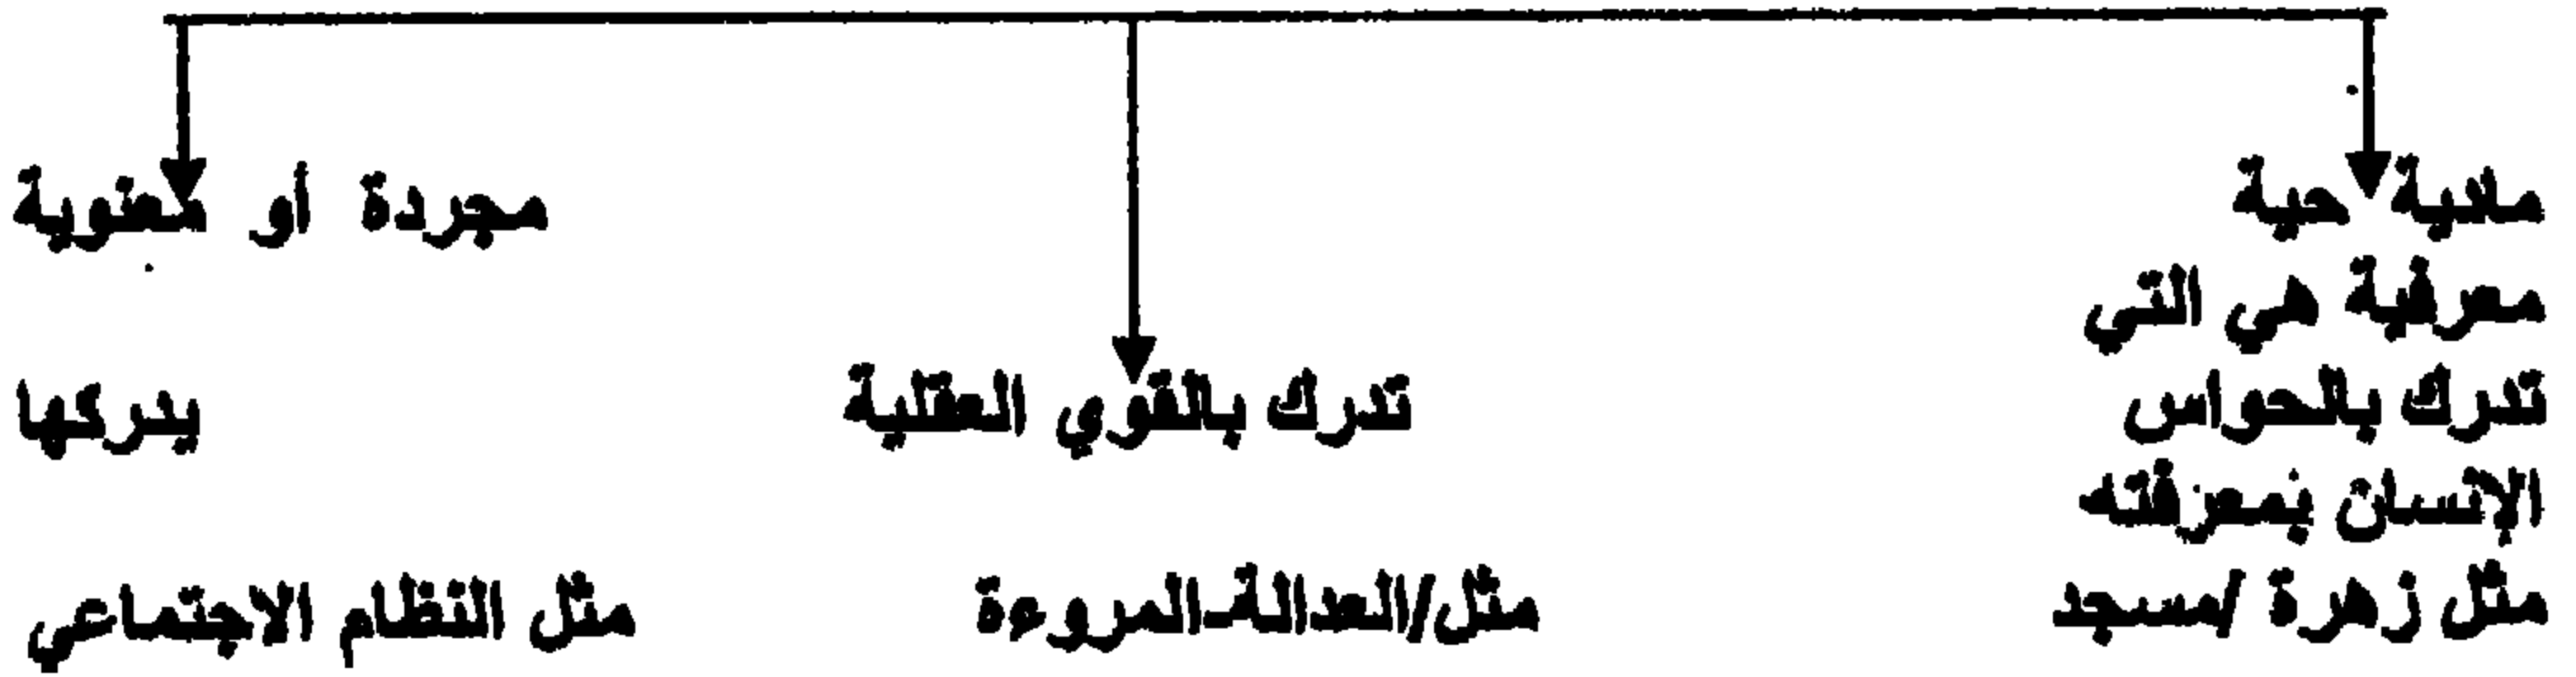 مادية حية مجردة أو معنوية
معرفية هي التي
تدرك بالحواس تدرك بالقوي العقلية يدركها
الإنسان بمعرفته
مثل زهرة /مسجد مثل/العدالة-المروءة مثل النظام الاجتماعي